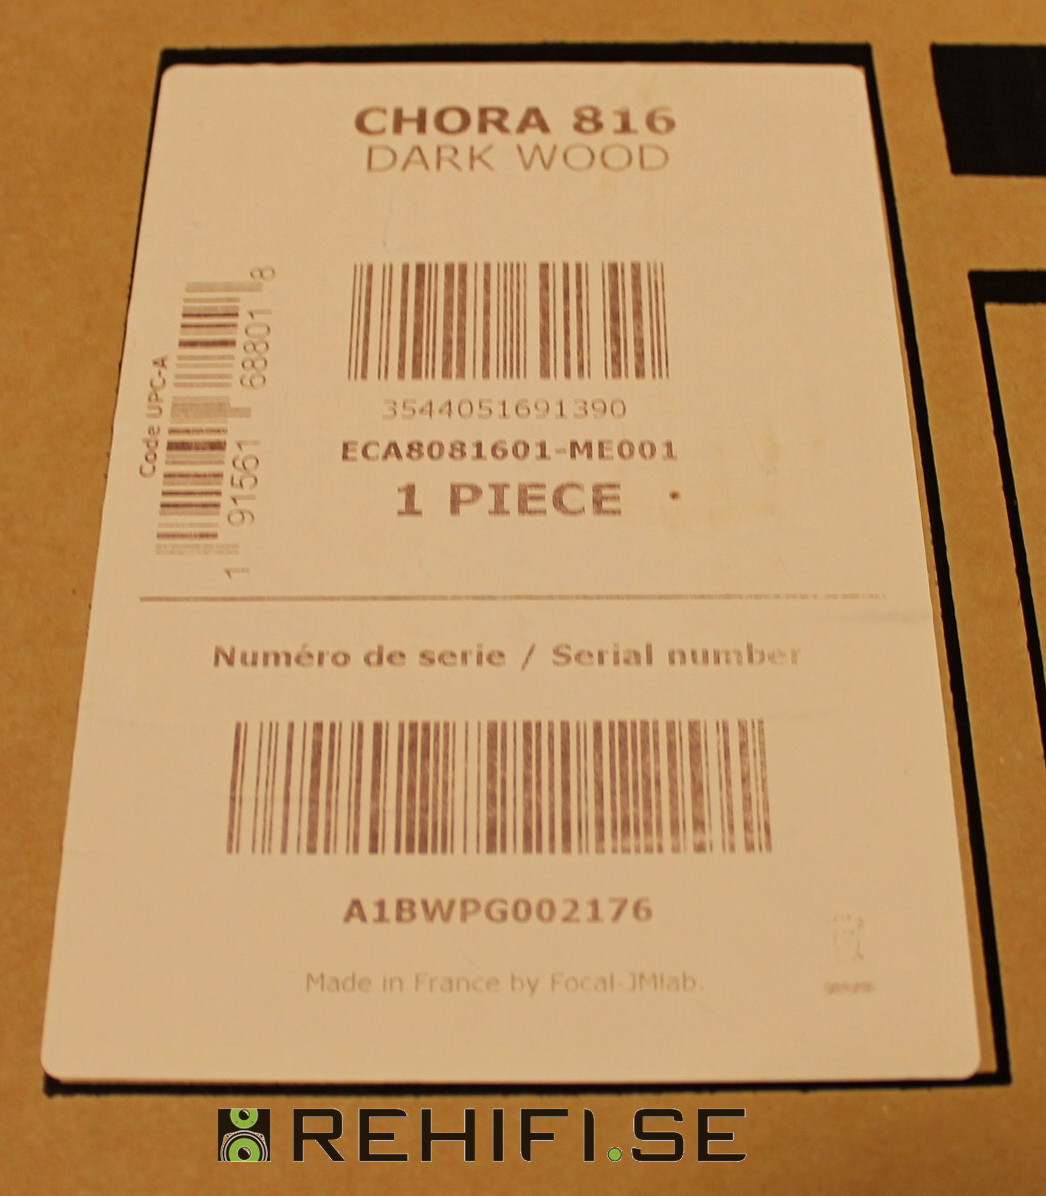 CHORA 816
DARK WOOD
Code UPC-A
1 91561 68801 8
3544051691390
ECA8081601-ME001
1 PIECE
Numéro de serie / Serial number
A1BWPG002176
Made in France by Focal-JMlab.
REHIFI.SE